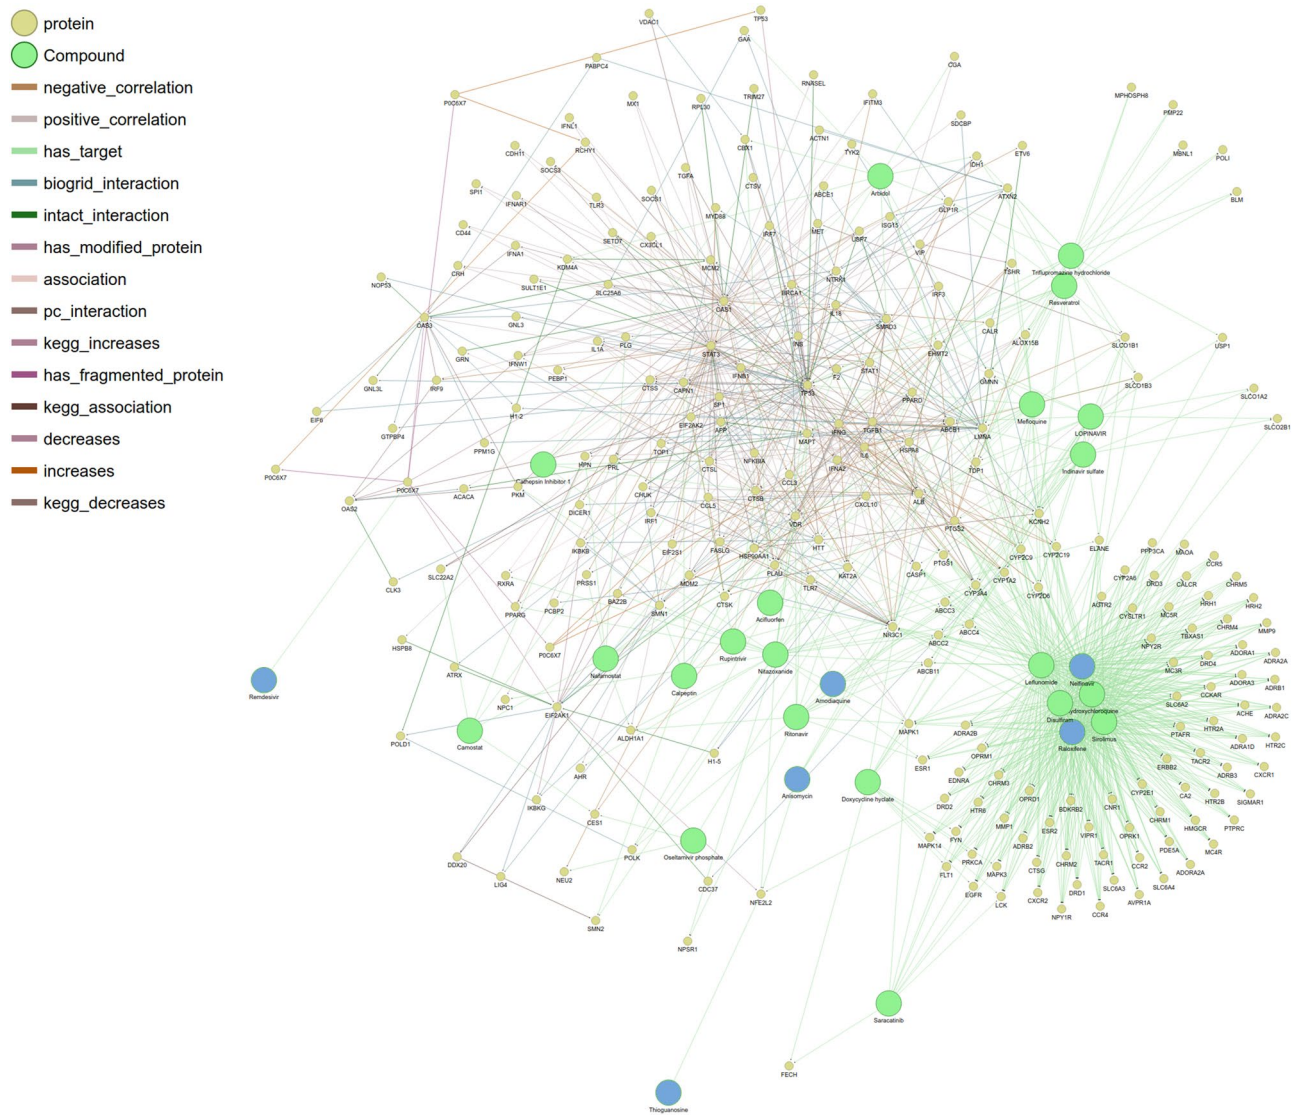 protein
Compound
negative_correlation
positive_correlation
has_target
biogrid_interaction
intact_interaction
has_modified_protein
association
pc_interaction
kegg_increases
has_fragmented_protein
kegg_association
decreases
increases
kegg_decreases
VDAC1
TP53
GAA
PABPC4
CGA
RNASEL
P0C6X7
MX1
RPL30
TRIM27
IFITM3
MPHOSPH8
PMP22
IFNL1
SDCBP
CDH11
RCHY1
CBX1
ACTN1
TYK2
IDH1
ETV6
MBNL1
POLI
SOCS3
TGFA
SPI1
IFNAR1
TLR3
SOCS1
CTSV
ABCE1
Arbidol
ATXN2
BLM
MYD88
GLP1R
CD44
SETD7
CX3CL1
IRF7
MET
UBP7
ISG15
IFNA1
VIF
CRH
KDM4A
MCM2
NTRK1
TSHR
Triflupromazine hydrochloride
NOP53
SULT1E1
SLC25A6
BRCA1
IRF3
Resveratrol
OAS3
GNL3
OAS1
IL18
SMAD3
CALR
IL1A
PLG
INS
EHMT2
ALOX15B
SLCO1B1
USP1
GRN
IFNW1
STAT3
GNL3L
IRF9
PEBP1
CTSS
CAPN1
IFNB1
F2
STAT1
GMNN
SLCO1B3
TP53
PPARD
SLCO1A2
EIF6
H1-2
SP1
Mefloquine
LOPINAVIR
SLCO2B1
GTPBP4
EIF2AK2
AFP
MAPT
IFNG
TGFB1
ABCB1
LMNA
PPM1G
HPN
PRL
TOP1
NFKBIA
IL6
HSPA8
Cathepsin Inhibitor 1
CTSL
IFNA2
TDP1
Indinavir sulfate
P0C6X7
CCL3
P0C6X7
ACACA
PKM
CHUK
CTSB
CXCL10
ALB
OAS2
DICER1
CCL5
IRF1
VDR
PTGS2
KCNH2
IKBKB
EIF2S1
FASLG
HSP90AA1
HTT
PTGS1
CYP2C9
CYP2C19
ELANE
PPP3CA
MAOA
CCR5
CLK3
SLC22A2
RXRA
PRSS1
MDM2
PLAU
TLR7
KAT2A
CASP1
CYP3A4
CYP1A2
CYP2D6
CYP2A6
DRD3
CALCR
CHRM5
PPARG
PCBP2
BAZ2B
SMN1
CTSK
ABCC3
AGTR2
CYSLTR1
MC5R
HRH1
HRH2
Acifluorfen
NR3C1
ABCC2
ABCC4
NPY2R
TBXAS1
CHRM4
MMP9
HSPB8
P0C6X7
Rupintrivir
ABCB11
MC3R
DRD4
ADORA1
ADORA2A
ATRX
Nafamostat
Calpeptin
Nitazoxanide
Leflunomide
Nelfinavir
CCKAR
ADORA3
ADRB1
Remdesivir
NPC1
Amodiaquine
Hydroxychloroquine
SLC6A2
ACHE
ADRA2C
EIF2AK1
Ritonavir
Disulfiram
Sirolimus
PTAFR
HTR2A
ADRA1D
HTR2C
POLD1
Camostat
ALDH1A1
MAPK1
ADRA2B
Raloxifene
H1-5
ESR1
OPRM1
ERBB2
TACR2
ADRB3
CXCR1
AHR
Anisomycin
Doxycycline hyclate
EDNRA
CHRM3
CYP2E1
CA2
HTR2B
SIGMAR1
IKBKG
CES1
DRD2
HTR6
OPRD1
BDKRB2
CNR1
CHRM1
HMGCR
PTPRC
MMP1
ESR2
VIPR1
OPRK1
PDE5A
MC4R
DDX20
POLK
Oseltamivir phosphate
MAPK14
FYN
ADRB2
CHRM2
TACR1
CCR2
ADORA2A
LIG4
NEU2
CDC37
NFE2L2
FLT1
PRKCA
MAPK3
CTSG
SLC6A3
SLC6A4
EGFR
LCK
CXCR2
DRD1
AVPR1A
SMN2
NPY1R
CCR4
NPSR1
Saracatinib
FECH
Thioguanosine